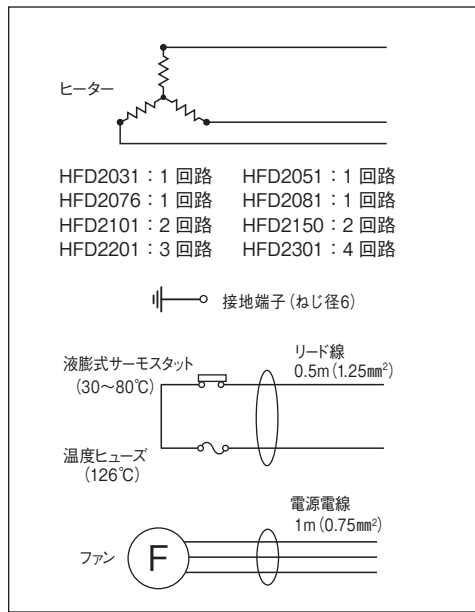 ヒーター
HFD2031：1 回路 HFD2051：1 回路
HFD2076：1 回路 HFD2081：1 回路
HFD2101：2 回路 HFD2150：2 回路
HFD2201：3 回路 HFD2301：4 回路
接地端子(ねじ径6)
液膨式サーモスタット
(30～80℃)
リード線
0.5m(1.25mm²)
温度ヒューズ
(126℃)
電源電線
1m(0.75mm²)
ファン
F